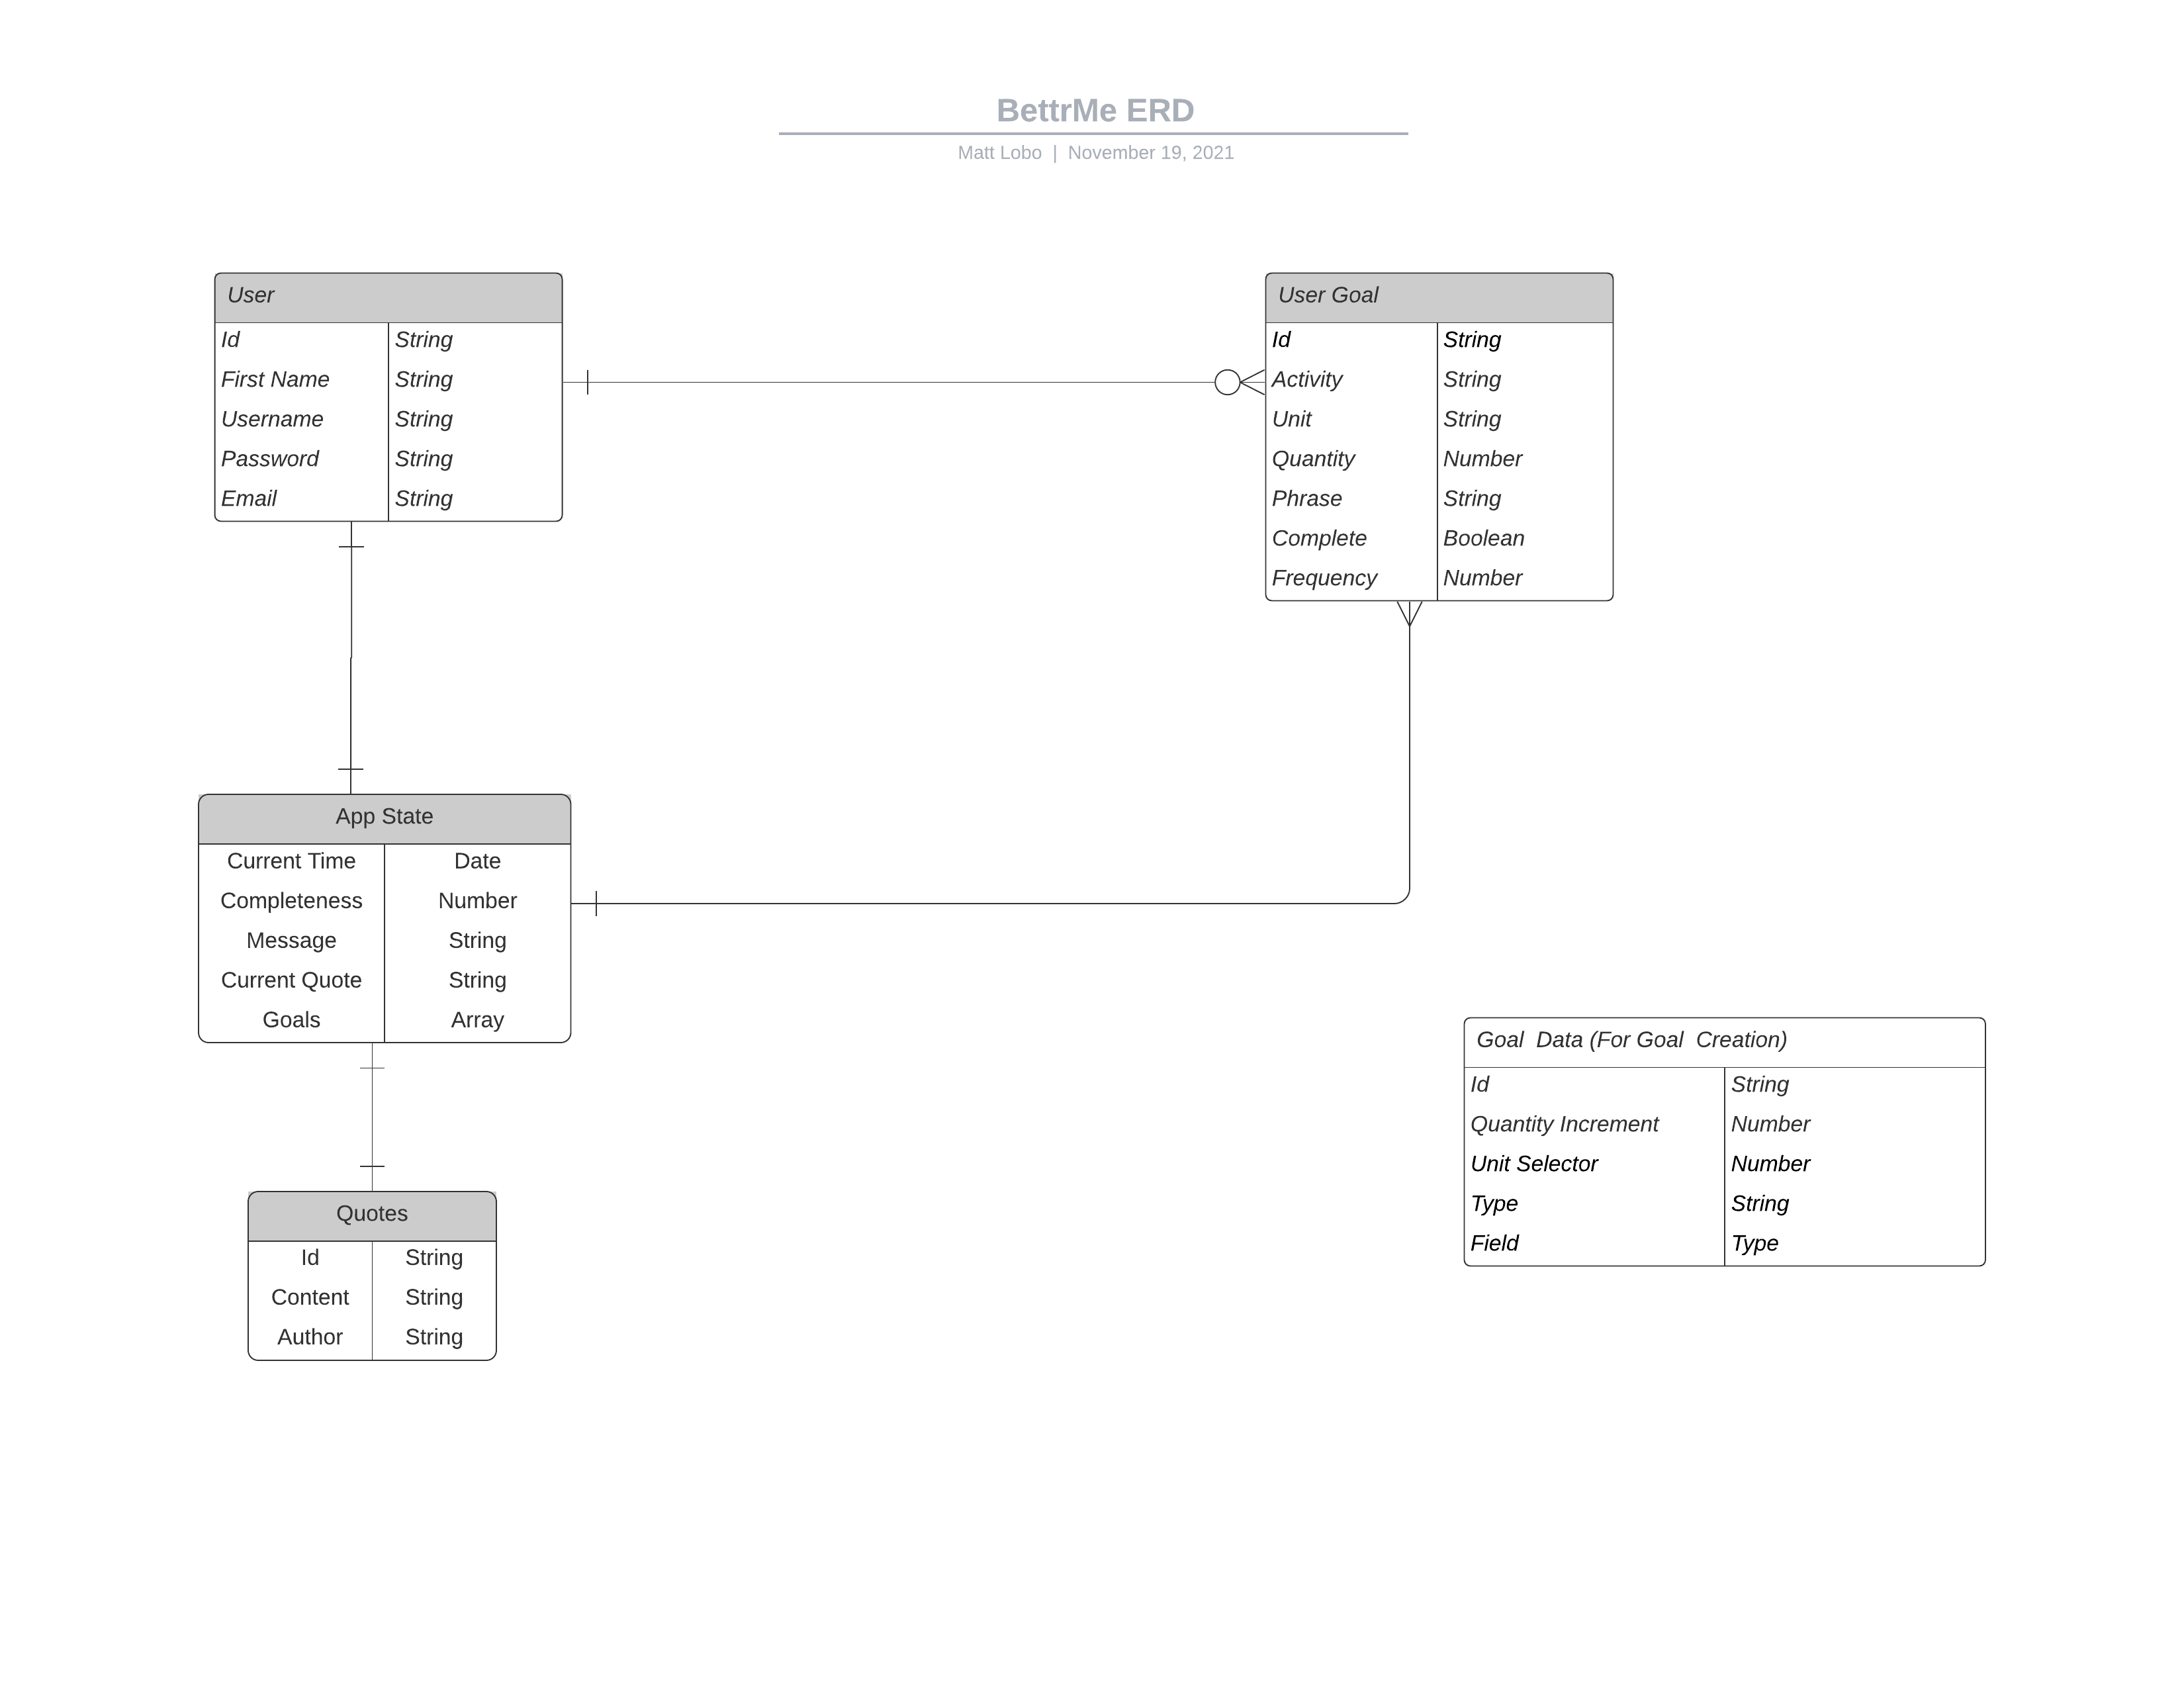 BettrMe ERD
Matt Lobo | November 19, 2021
User
Id String
First Name String
Username String
Password String
Email String
User Goal
Id String
Activity String
Unit String
Quantity Number
Phrase String
Complete Boolean
Frequency Number
App State
Current Time Date
Completeness Number
Message String
Current Quote String
Goals Array
Goal Data (For Goal Creation)
Id String
Quantity Increment Number
Unit Selector Number
Type String
Field Type
Quotes
Id String
Content String
Author String